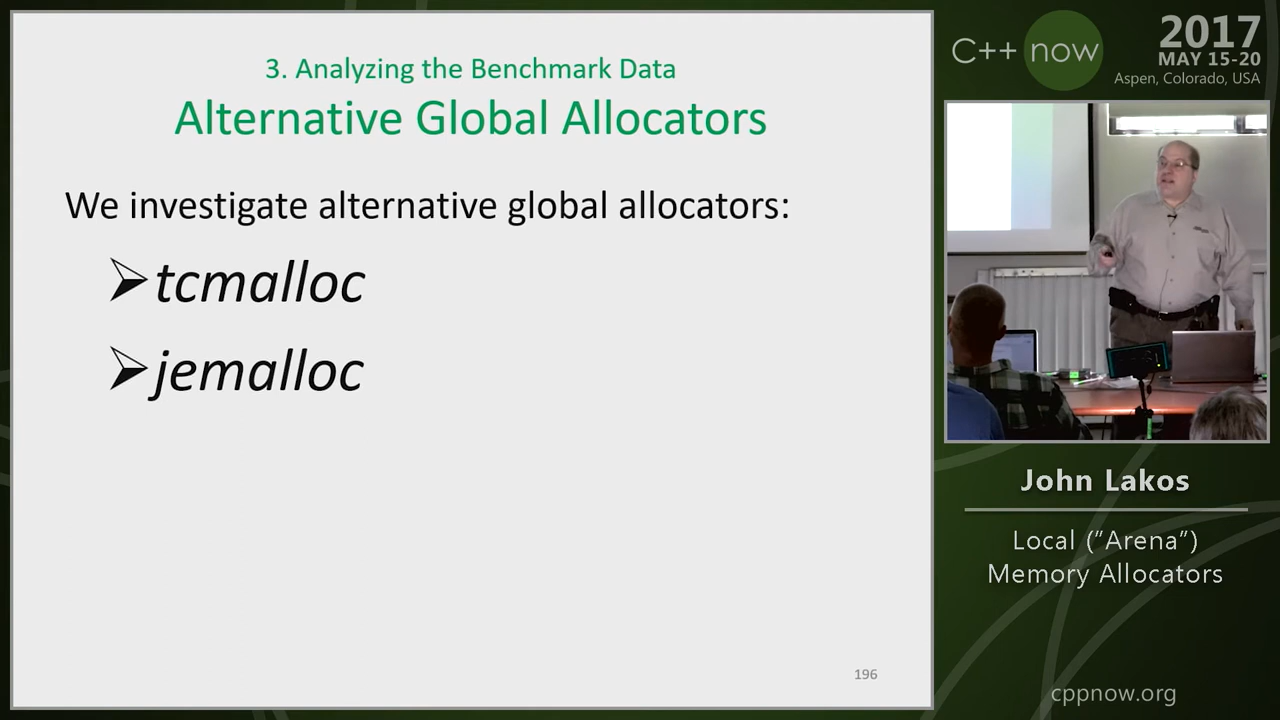 3. Analyzing the Benchmark Data
Alternative Global Allocators
We investigate alternative global allocators:
➢tcmalloc
➢jemalloc
196
C++ now
2017
MAY 15-20
Aspen, Colorado, USA
John Lakos
Local ("Arena")
Memory Allocators
cppnow.org